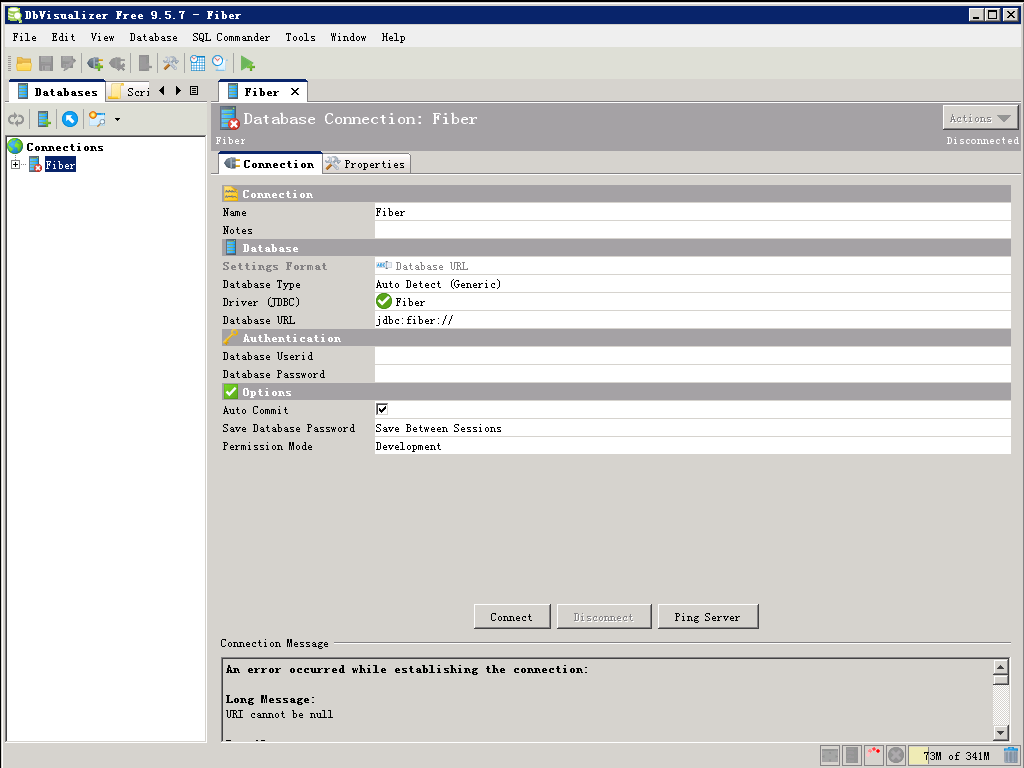 DbVisualizer Free 9.5.7 - Fiber
File Edit View Database SQL Commander Tools Window Help
Databases Scri
Fiber
Database Connection: Fiber
Actions
Fiber
Disconnected
Connections
Fiber
Connection Properties
Connection
Name Fiber
Notes
Database
Settings Format Database URL
Database Type Auto Detect (Generic)
Driver (JDBC) Fiber
Database URL jdbc:fiber://
Authentication
Database Userid
Database Password
Options
Auto Commit
Save Database Password Save Between Sessions
Permission Mode Development
Connect Disconnect Ping Server
Connection Message
An error occurred while establishing the connection:
Long Message:
URI cannot be null
73M of 341M